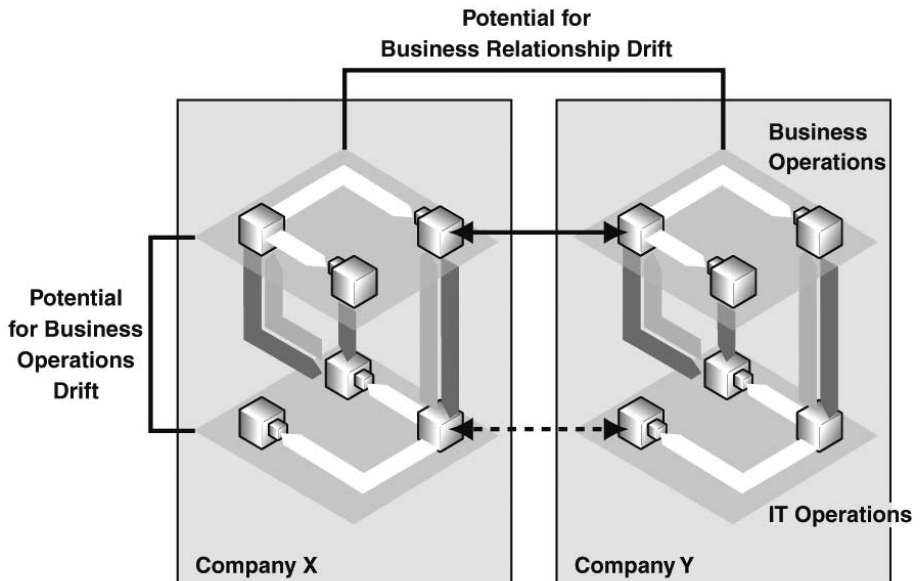 Potential for
Business Relationship Drift
Business
Operations
Potential
for Business
Operations
Drift
IT Operations
Company X
Company Y